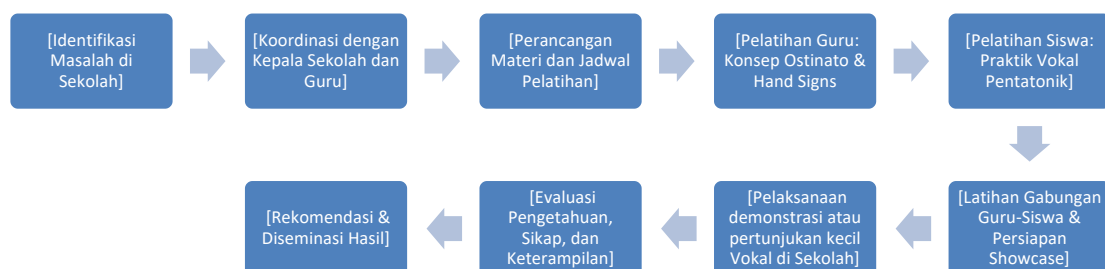 [Identifikasi
Masalah di
Sekolah]
[Koordinasi dengan
Kepala Sekolah dan
Guru]
[Perancangan
Materi dan Jadwal
Pelatihan]
[Pelatihan Guru:
Konsep Ostinato &
Hand Signs
[Pelatihan Siswa:
Praktik Vokal
Pentatonik]
[Latihan Gabungan
Guru-Siswa &
Persiapan
Showcase]
[Pelaksanaan
demonstrasi atau
pertunjukan kecil
Vokal di Sekolah]
[Evaluasi
Pengetahuan,
Sikap, dan
Keterampilan]
[Rekomendasi &
Diseminasi Hasil]